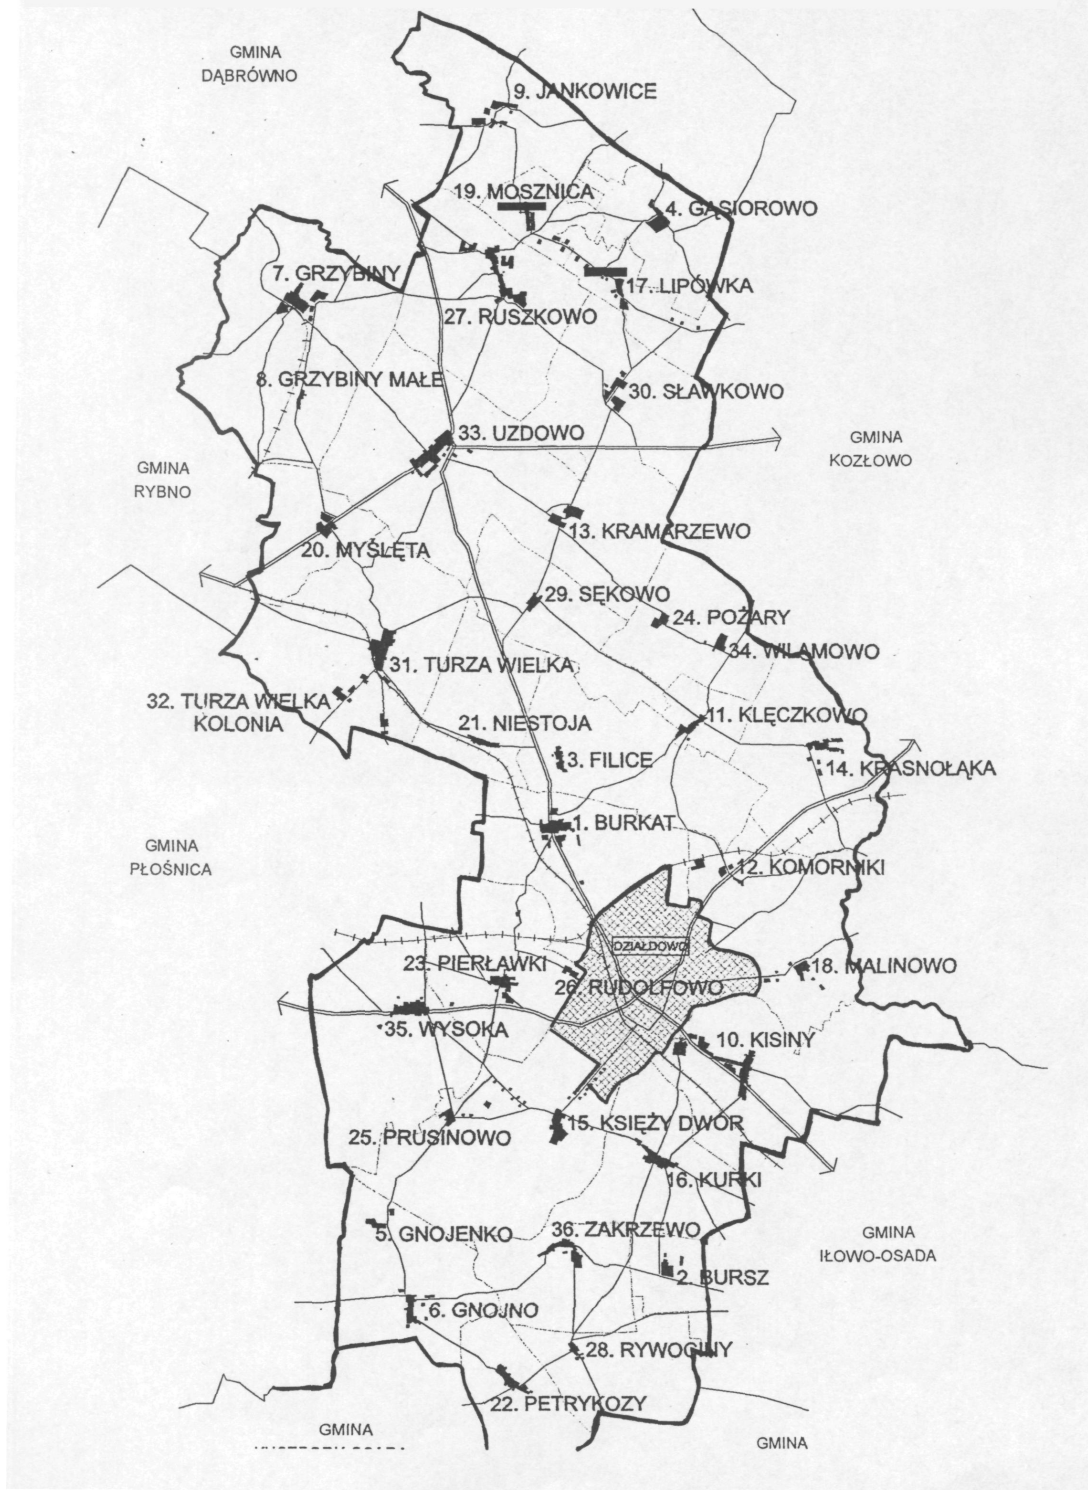 GMINA
DĄBRÓWNO
9. JANKOWICE
19. MOSZNICA
4. GĄSIOROWO
7. GRZYBINY
17. LIPÓWKA
27. RUSZKOWO
8. GRZYBINY MAŁE
30. SŁAWKOWO
33. UZDOWO
GMINA
KOZŁOWO
GMINA
RYBNO
13. KRAMARZEWO
20. MYŚLĘTA
29. SĘKOWO
24. POŻARY
34. WILAMOWO
31. TURZA WIELKA
32. TURZA WIELKA
KOLONIA
21. NIESTOJA
11. KLĘCZKOWO
3. FILICE
14. KRASNOŁĄKA
1. BURKAT
GMINA
PŁOŚNICA
12. KOMORNIKI
DZIAŁDOWO
23. PIERŁAWKI
18. MALINOWO
26. RUDOLFOWO
35. WYSOKA
10. KISINY
15. KSIĘŻY DWÓR
25. PRUSINOWO
16. KURKI
5. GNOJENKO
36. ZAKRZEWO
GMINA
IŁOWO-OSADA
2. BURSZ
6. GNOJNO
28. RYWOCINY
22. PETRYKOZY
GMINA
GMINA